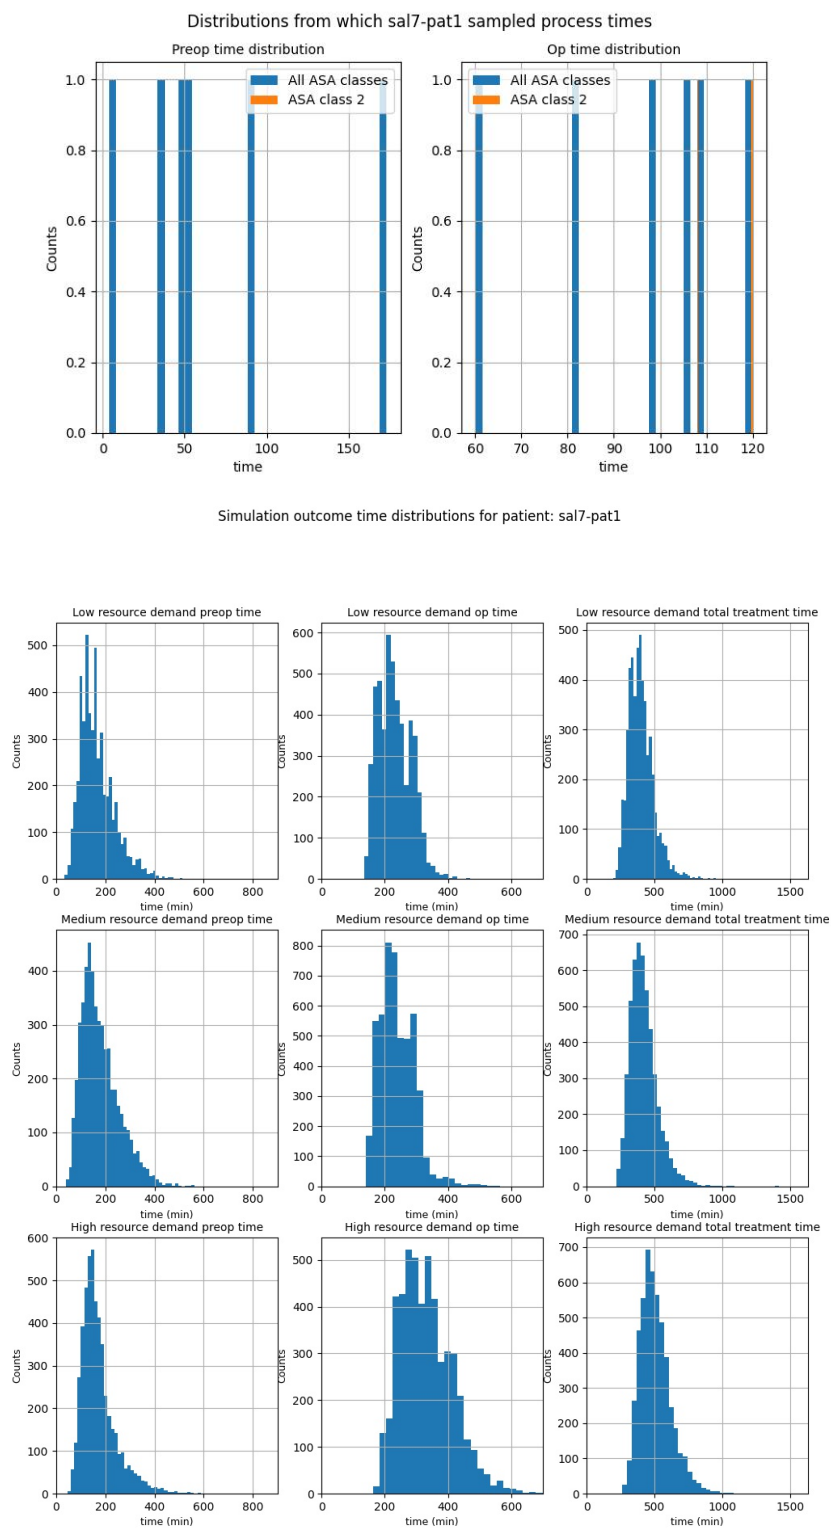 Distributions from which sal7-pat1 sampled process times
Preop time distribution
Op time distribution
All ASA classes
ASA class 2
All ASA classes
ASA class 2
Counts
1.0
0.8
0.6
0.4
0.2
0.0
0 50 100 150
time
Counts
1.0
0.8
0.6
0.4
0.2
0.0
60 70 80 90 100 110 120
time
Simulation outcome time distributions for patient: sal7-pat1
Low resource demand preop time
Counts
500
400
300
200
100
0
0 200 400 600 800
time (min)
Low resource demand op time
Counts
600
500
400
300
200
100
0
0 200 400 600
time (min)
Low resource demand total treatment time
Counts
500
400
300
200
100
0
0 500 1000 1500
time (min)
Medium resource demand preop time
Counts
400
300
200
100
0
0 200 400 600 800
time (min)
Medium resource demand op time
Counts
800
700
600
500
400
300
200
100
0
0 200 400 600
time (min)
Medium resource demand total treatment time
Counts
700
600
500
400
300
200
100
0
0 500 1000 1500
time (min)
High resource demand preop time
Counts
600
500
400
300
200
100
0
0 200 400 600 800
time (min)
High resource demand op time
Counts
500
400
300
200
100
0
0 200 400 600
time (min)
High resource demand total treatment time
Counts
700
600
500
400
300
200
100
0
0 500 1000 1500
time (min)